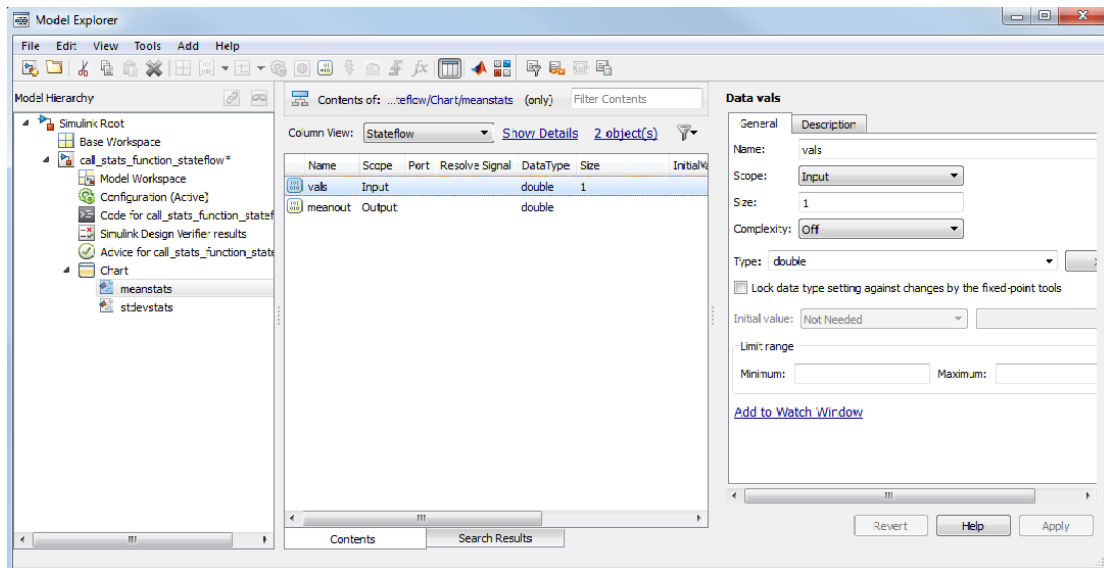 Model Explorer
File Edit View Tools Add Help
Model Hierarchy
Simulink Root
Base Workspace
call_stats_function_stateflow*
Model Workspace
Configuration (Active)
Code for call_stats_function_statef
Simulink Design Verifier results
Advice for call_stats_function_state
Chart
meanstats
stdevstats
Contents of: ...teflow/Chart/meanstats (only) Filter Contents
Column View: Stateflow Show Details 2 object(s)
Name Scope Port Resolve Signal DataType Size InitialVa
vals Input double 1
meanout Output double
Contents Search Results
Data vals
General Description
Name: vals
Scope: Input
Size: 1
Complexity: Off
Type: double
Lock data type setting against changes by the fixed-point tools
Initial value: Not Needed
Limit range
Minimum: Maximum:
Add to Watch Window
Revert Help Apply